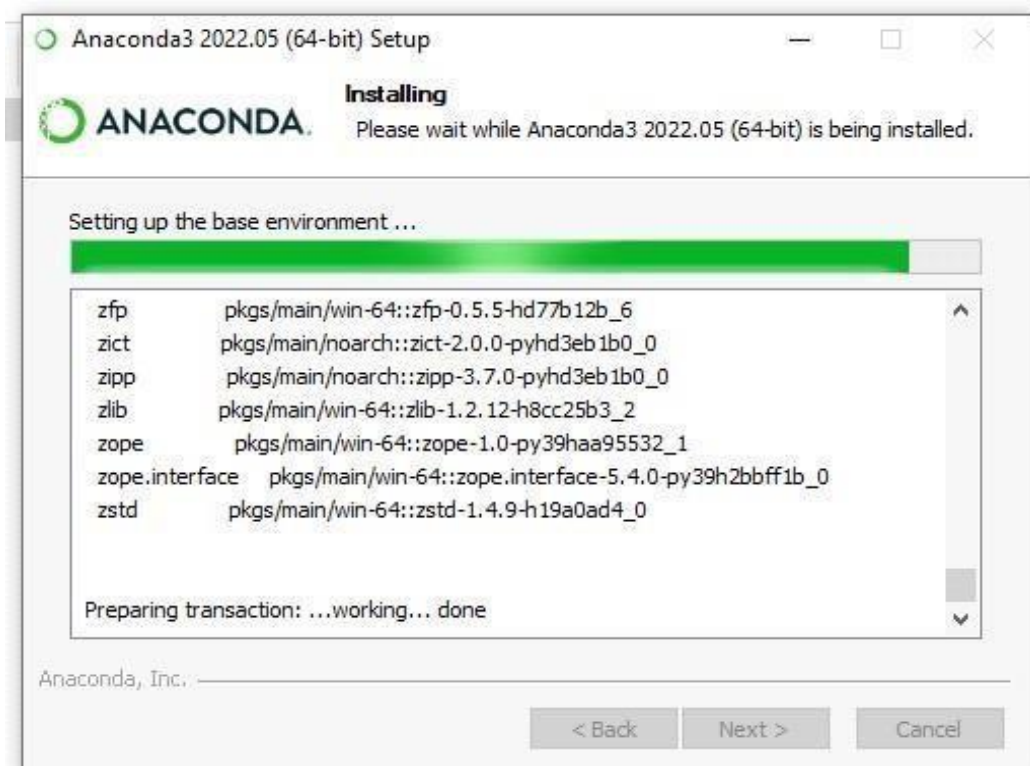 Anaconda3 2022.05 (64-bit) Setup
ANACONDA.
Installing
Please wait while Anaconda3 2022.05 (64-bit) is being installed.
Setting up the base environment ...
zfp pkgs/main/win-64::zfp-0.5.5-hd77b12b_6
zict pkgs/main/noarch::zict-2.0.0-pyhd3eb1b0_0
zipp pkgs/main/noarch::zipp-3.7.0-pyhd3eb1b0_0
zlib pkgs/main/win-64::zlib-1.2.12-h8cc25b3_2
zope pkgs/main/win-64::zope-1.0-py39haa95532_1
zope.interface pkgs/main/win-64::zope.interface-5.4.0-py39h2bbff1b_0
zstd pkgs/main/win-64::zstd-1.4.9-h19a0ad4_0
Preparing transaction: ...working... done
Anaconda, Inc.
< Back Next > Cancel